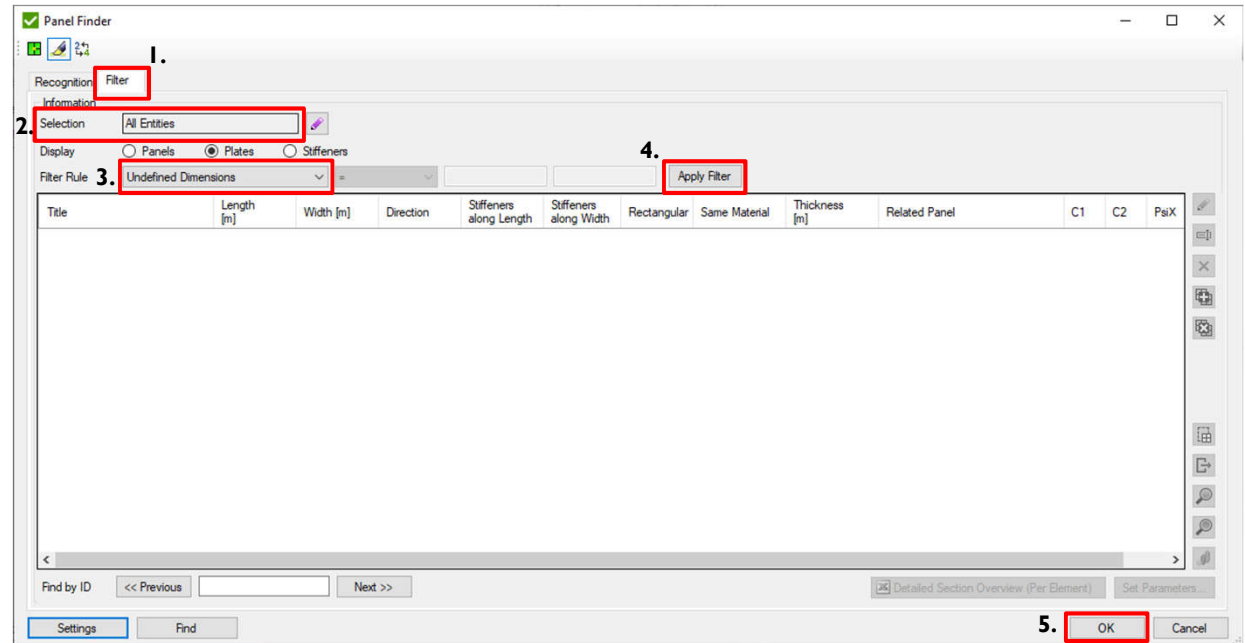 Panel Finder
1.
Recognition Filter
Information
2. Selection All Entities
Display Panels Plates Stiffeners
4.
Filter Rule 3. Undefined Dimensions = Apply Filter
Title Length [m] Width [m] Direction Stiffeners along Length Stiffeners along Width Rectangular Same Material Thickness [m] Related Panel C1 C2 PsiX
Find by ID << Previous Next >> Detailed Section Overview (Per Element) Set Parameters...
Settings Find 5. OK Cancel